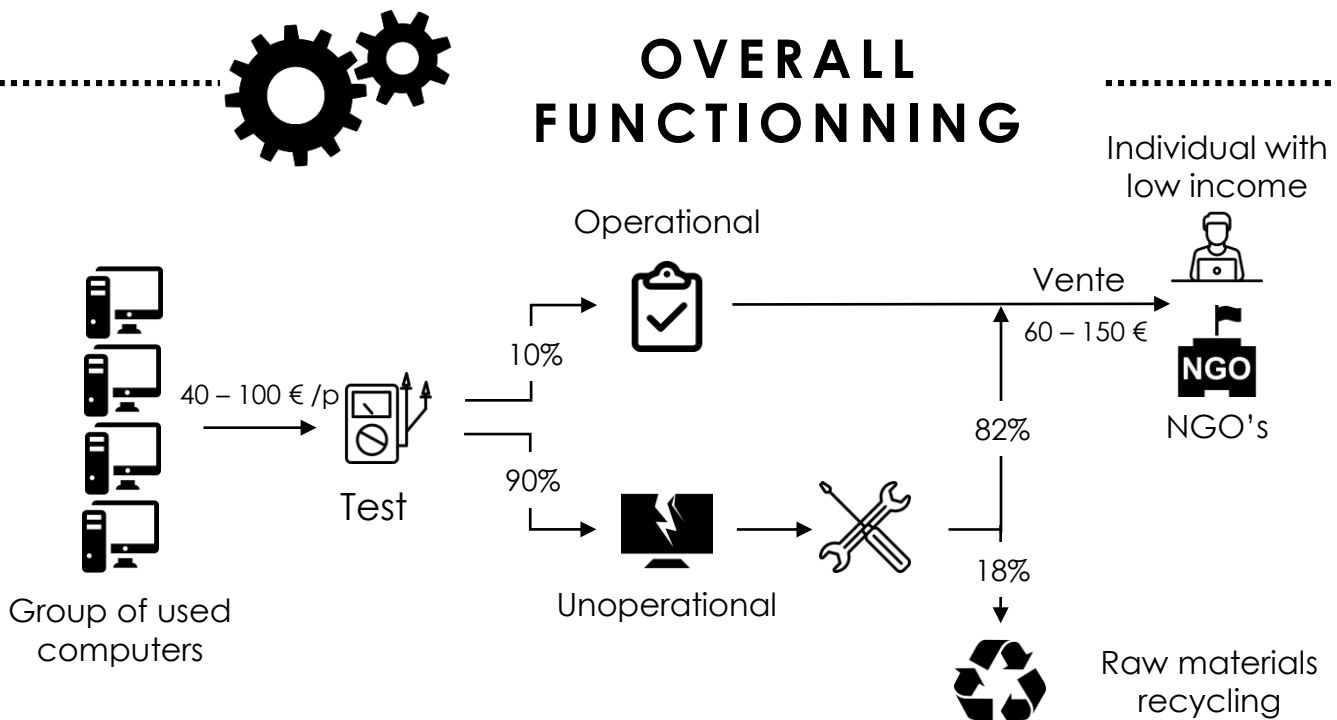 OVERALL
FUNCTIONNING
Individual with
low income
Operational
Vente
60 – 150 €
10%
40 – 100 € /p
NGO
NGO's
82%
90%
Test
18%
Unoperational
Group of used
computers
Raw materials
recycling